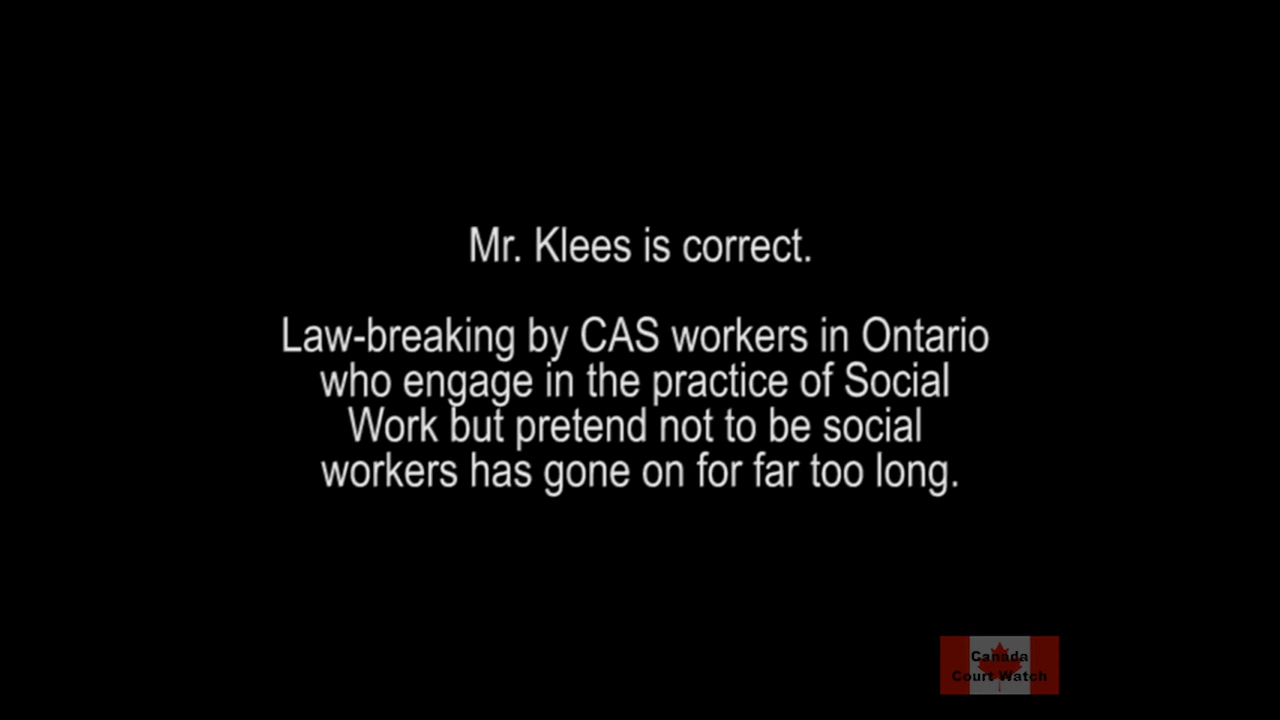 Mr. Klees is correct.
Law-breaking by CAS workers in Ontario
who engage in the practice of Social
Work but pretend not to be social
workers has gone on for far too long.
Canada
Court Watch